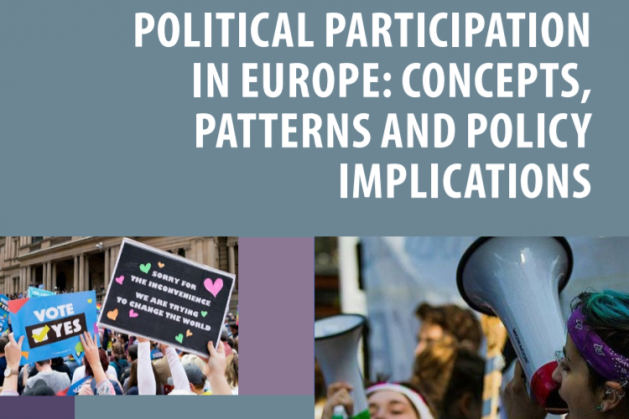 POLITICAL PARTICIPATION
IN EUROPE: CONCEPTS,
PATTERNS AND POLICY
IMPLICATIONS
SORRY FOR
THE INCONVENIENCE
WE ARE TRYING
TO CHANGE THE WORLD
VOTE
YES